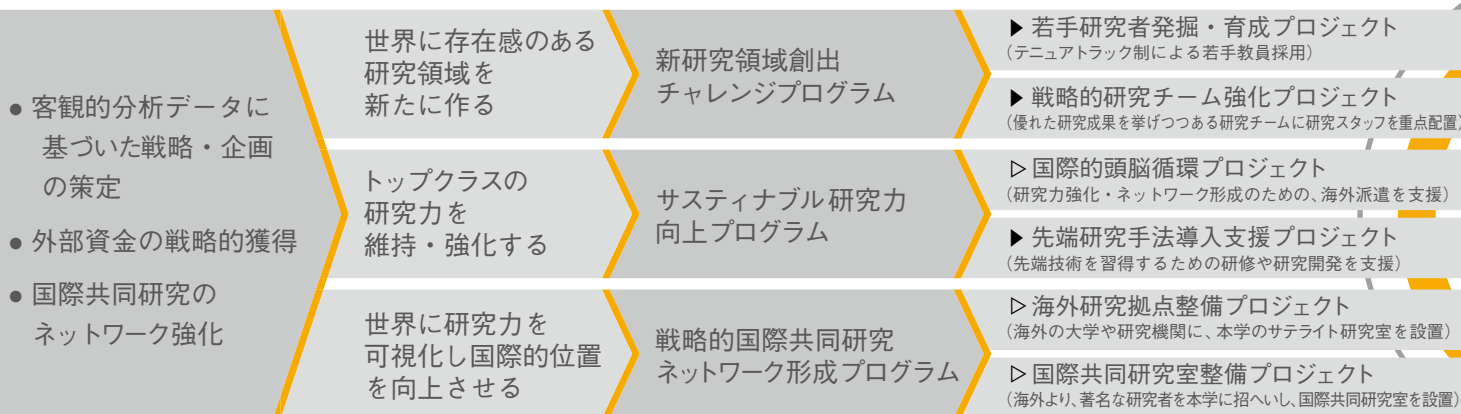 ● 客観的分析データに
基づいた戦略・企画
の策定
● 外部資金の戦略的獲得
● 国際共同研究の
ネットワーク強化
世界に存在感のある
研究領域を
新たに作る
新研究領域創出
チャレンジプログラム
▶ 若手研究者発掘・育成プロジェクト
（テニュアトラック制による若手教員採用）
▶ 戦略的研究チーム強化プロジェクト
（優れた研究成果を挙げつつある研究チームに研究スタッフを重点配置）
トップクラスの
研究力を
維持・強化する
サスティナブル研究力
向上プログラム
▷ 国際的頭脳循環プロジェクト
（研究力強化・ネットワーク形成のための、海外派遣を支援）
▶ 先端研究手法導入支援プロジェクト
（先端技術を習得するための研修や研究開発を支援）
世界に研究力を
可視化し国際的位置
を向上させる
戦略的国際共同研究
ネットワーク形成プログラム
▷ 海外研究拠点整備プロジェクト
（海外の大学や研究機関に、本学のサテライト研究室を設置）
▷ 国際共同研究室整備プロジェクト
（海外より、著名な研究者を本学に招へいし、国際共同研究室を設置）